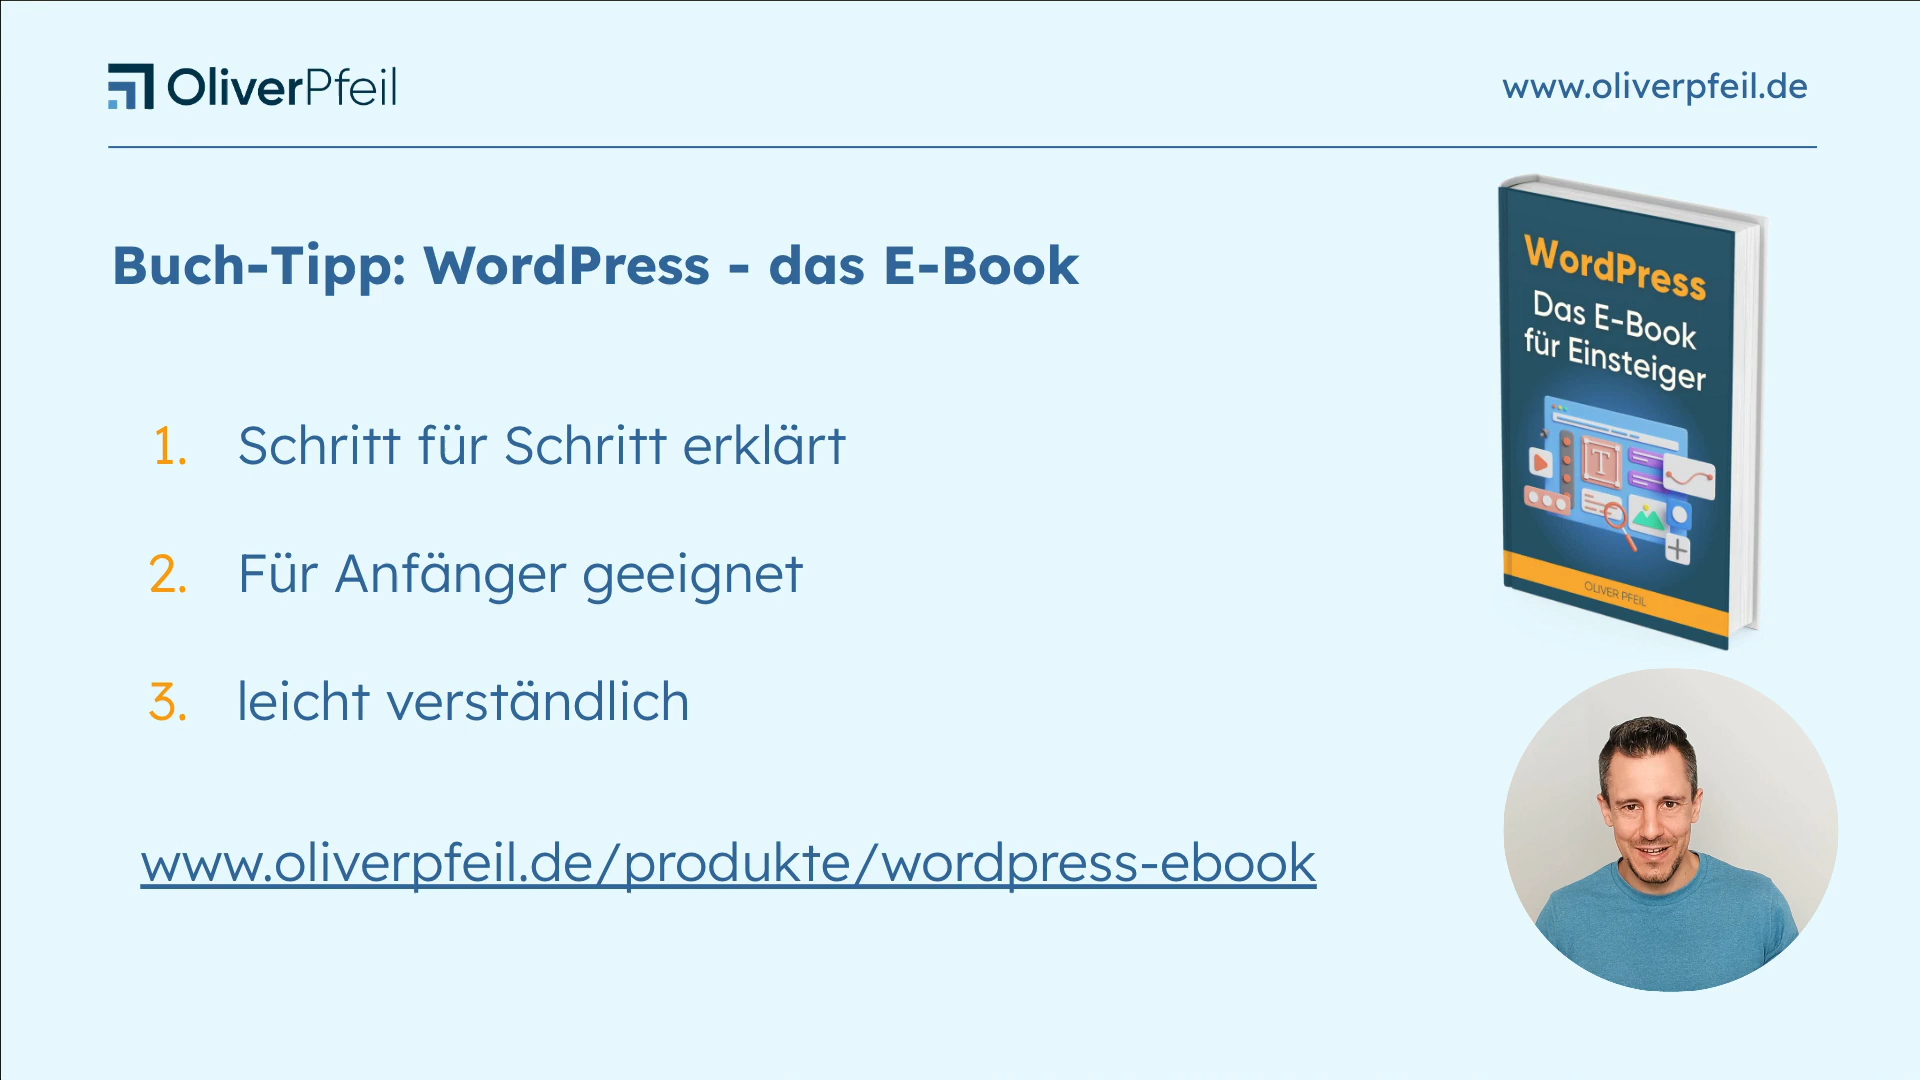 OliverPfeil
www.oliverpfeil.de
Buch-Tipp: WordPress - das E-Book
1. Schritt für Schritt erklärt
2. Für Anfänger geeignet
3. leicht verständlich
www.oliverpfeil.de/produkte/wordpress-ebook
WordPress
Das E-Book
für Einsteiger
T
OLIVER PFEIL